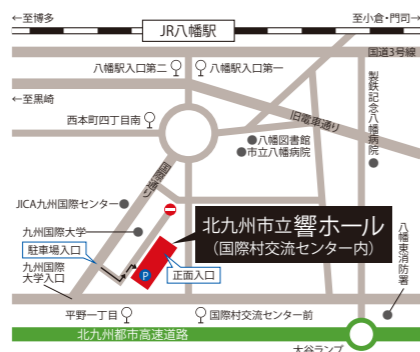 ←至博多
至小倉・門司→
JR八幡駅
国道3号線
八幡駅入口第二
八幡駅入口第一
←至黒崎
旧電車通り
製鉄記念八幡病院
西本町四丁目南
●八幡図書館
●市立八幡病院
国際通り
JICA九州国際センター
九州国際大学
北九州市立響ホール
(国際村交流センター内)
駐車場入口
正面入口
P
九州国際
大学入口
八幡東消防署
平野一丁目
国際村交流センター前
北九州都市高速道路
大谷ランプ